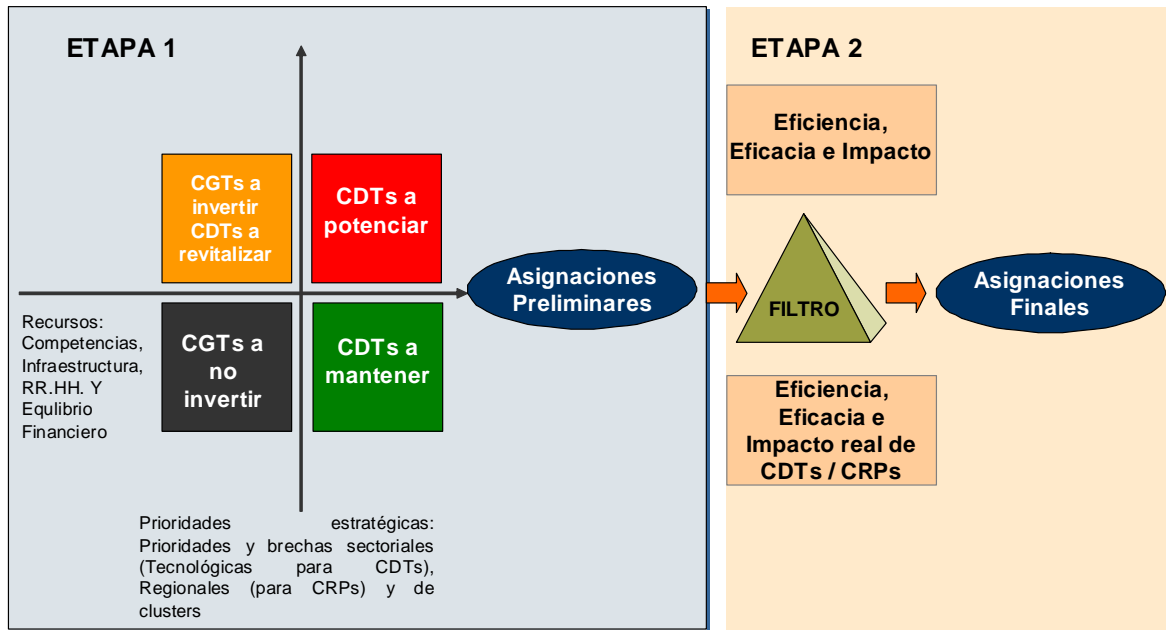 ETAPA 1
CGTs a
invertir
CDTs a
revitalizar
CDTs a
potenciar
CGTs a
no
invertir
CDTs a
mantener
Recursos:
Competencias,
Infraestructura,
RR.HH. Y
Equlibrio
Financiero
Prioridades estratégicas:
Prioridades y brechas sectoriales
(Tecnológicas para CDTs),
Regionales (para CRPs) y de
clusters
Asignaciones
Preliminares
ETAPA 2
Eficiencia,
Eficacia e Impacto
FILTRO
Eficiencia,
Eficacia e
Impacto real de
CDTs / CRPs
Asignaciones
Finales